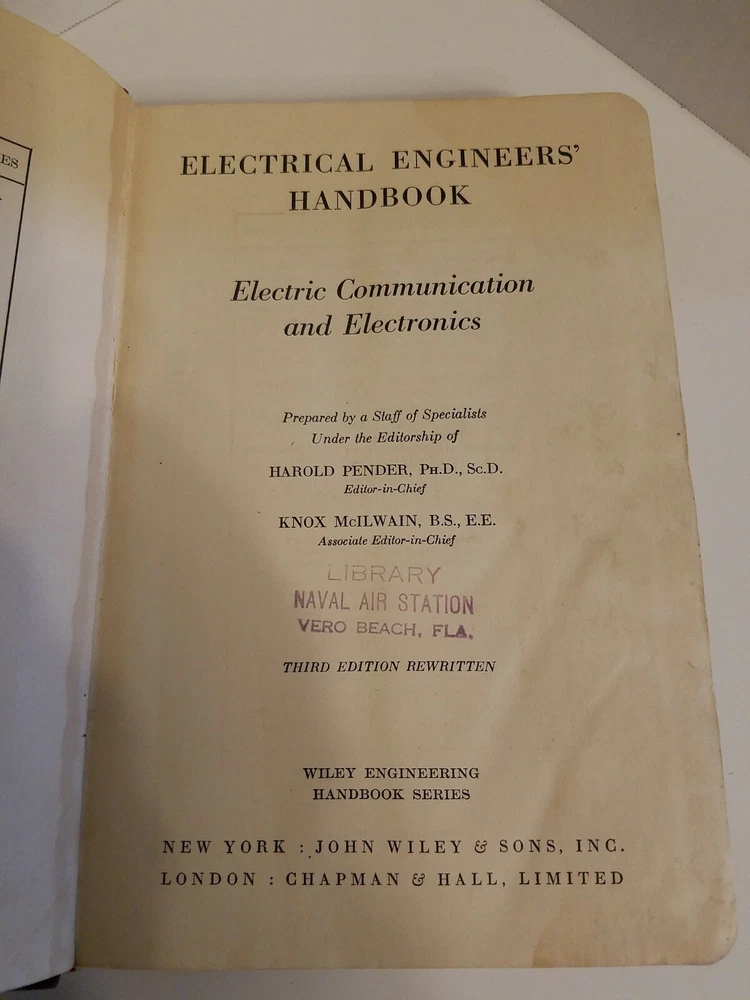 ES
ELECTRICAL ENGINEERS'
HANDBOOK
Electric Communication
and Electronics
Prepared by a Staff of Specialists
Under the Editorship of
HAROLD PENDER, Ph.D., Sc.D.
Editor-in-Chief
KNOX McILWAIN, B.S., E.E.
Associate Editor-in-Chief
LIBRARY
NAVAL AIR STATION
VERO BEACH, FLA.
THIRD EDITION REWRITTEN
WILEY ENGINEERING
HANDBOOK SERIES
NEW YORK : JOHN WILEY & SONS, INC.
LONDON : CHAPMAN & HALL, LIMITED